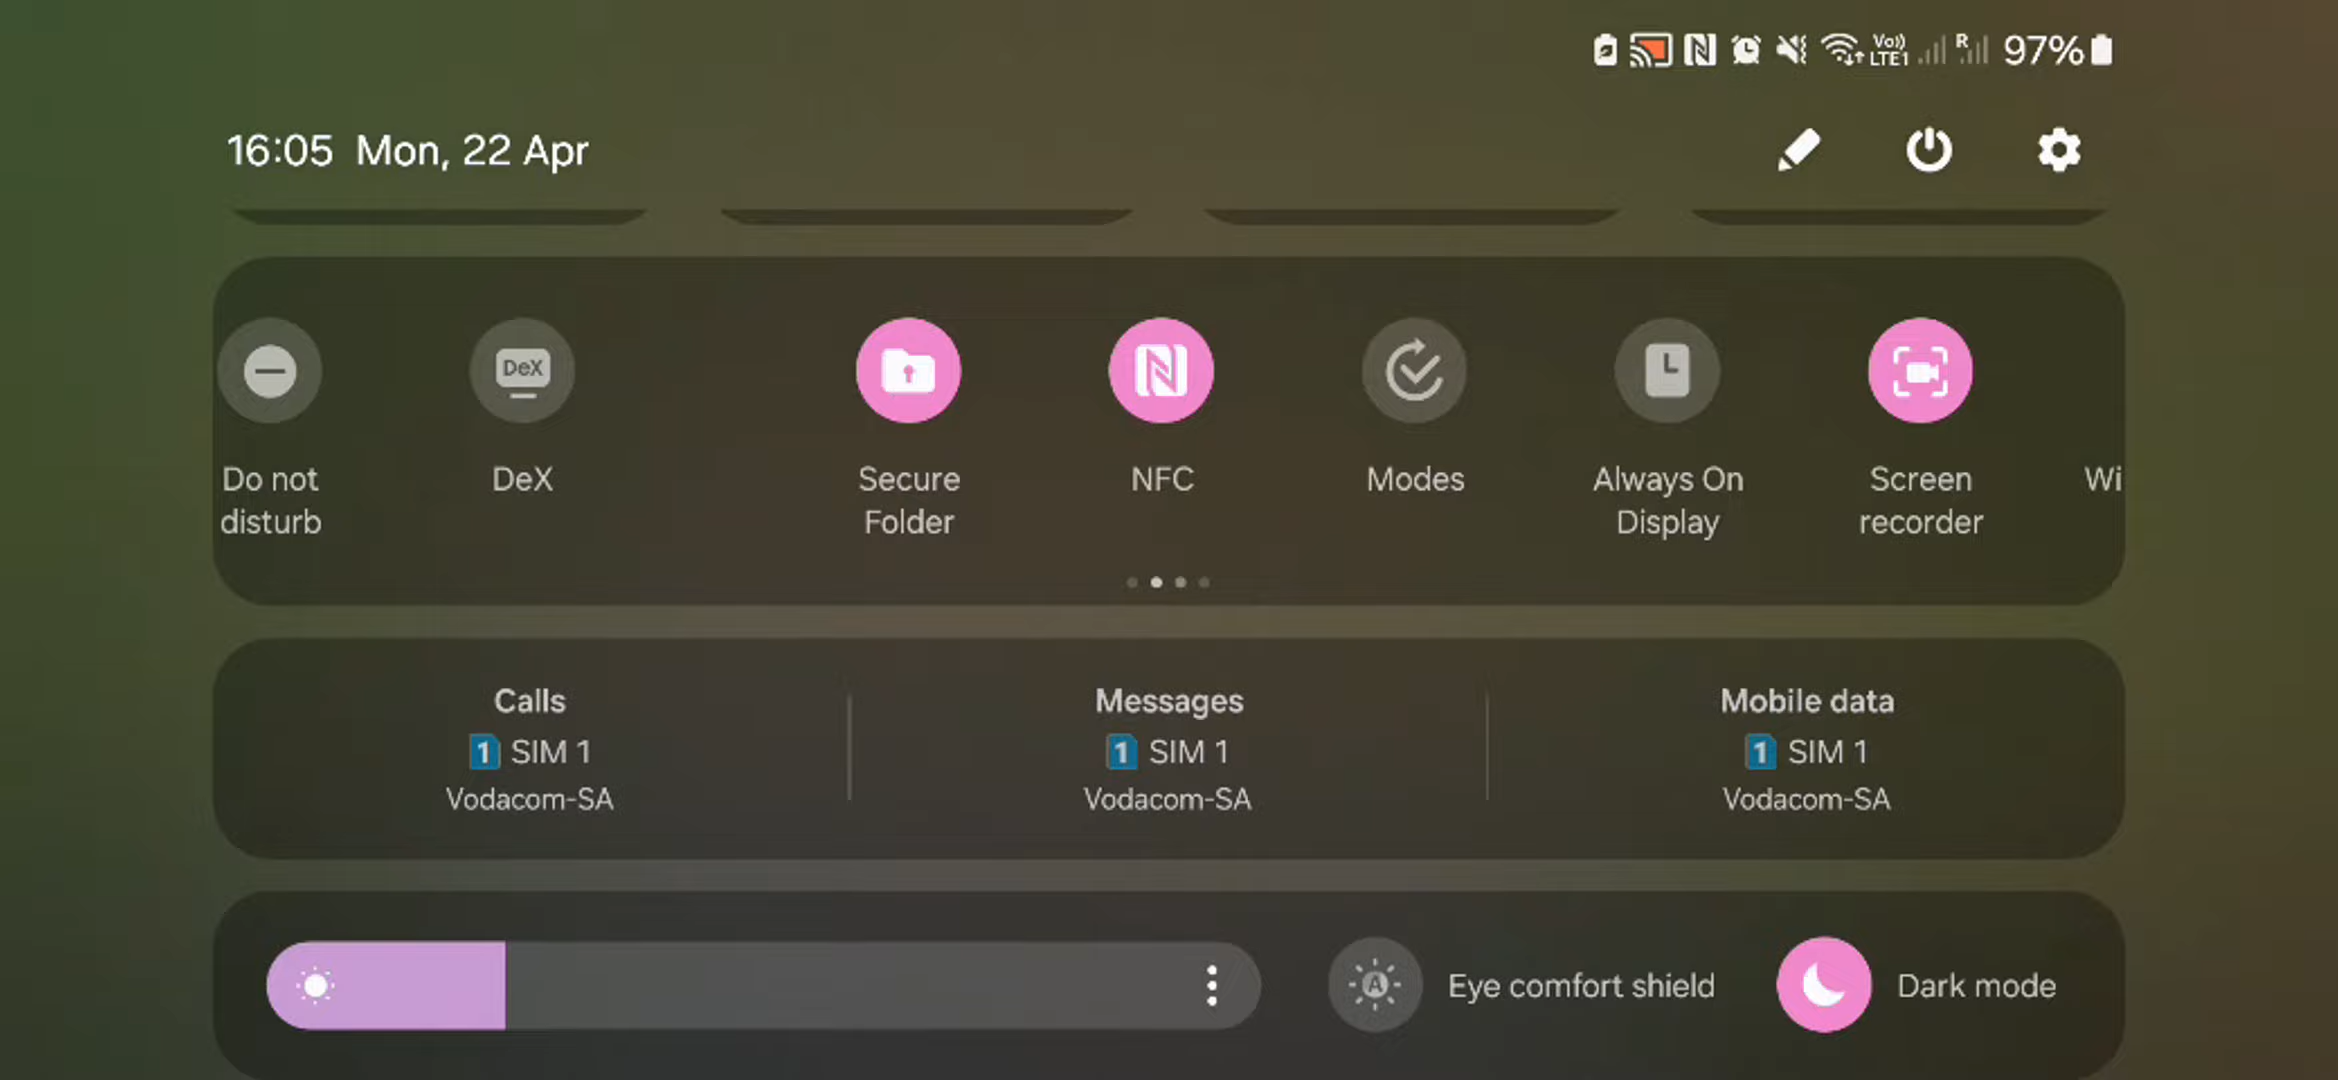 Vo))
LTE1
R
97%
16:05 Mon, 22 Apr
DeX
Do not
disturb
DeX
Secure
Folder
NFC
Modes
Always On
Display
Screen
recorder
Wi
Calls
1 SIM 1
Vodacom-SA
Messages
1 SIM 1
Vodacom-SA
Mobile data
1 SIM 1
Vodacom-SA
A
Eye comfort shield
Dark mode